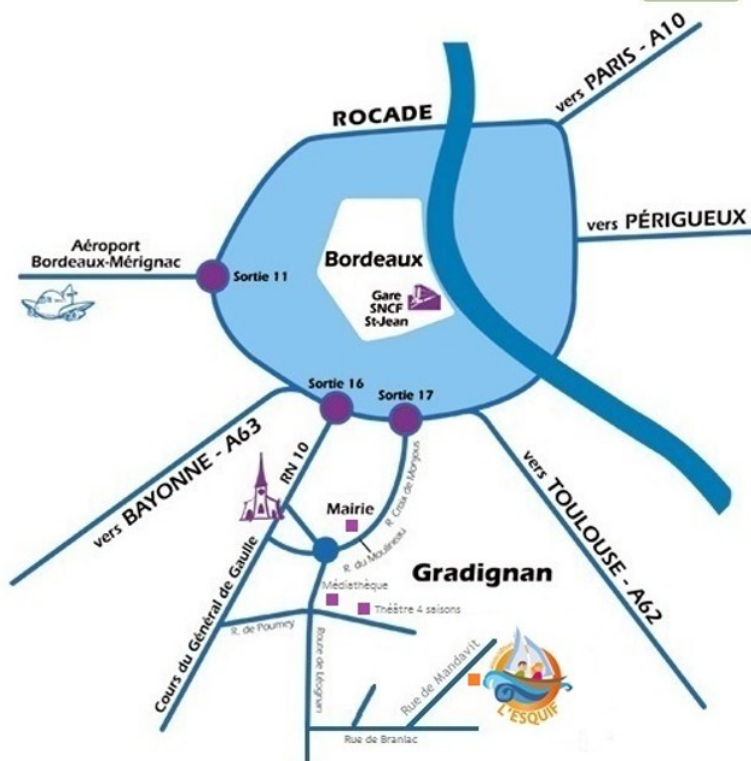 vers PARIS - A10
ROCADE
vers PÉRIGUEUX
Aéroport
Bordeaux-Mérignac
Sortie 11
Bordeaux
Gare
SNCF
St-Jean
Sortie 16
Sortie 17
vers BAYONNE - A63
RN 10
vers TOULOUSE - A62
R. Croix de Monjous
Mairie
R. du Moulineau
Cours du Général de Gaulle
Gradignan
Médiathèque
Théâtre 4 saisons
R. de Poumey
Route de Léognan
Rue de Mandavit
L'ESQUIF
Rue de Branlac